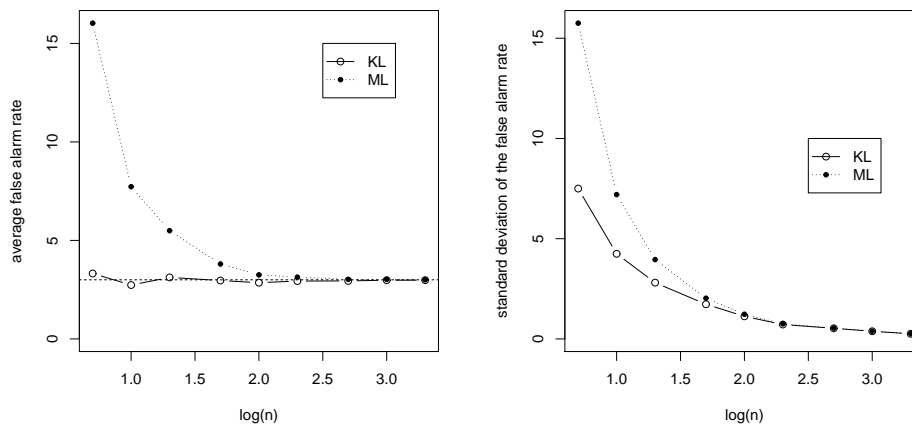 average false alarm rate
0
5
10
15
1.0
1.5
2.0
2.5
3.0
log(n)
KL
ML
standard deviation of the false alarm rate
0
5
10
15
1.0
1.5
2.0
2.5
3.0
log(n)
KL
ML